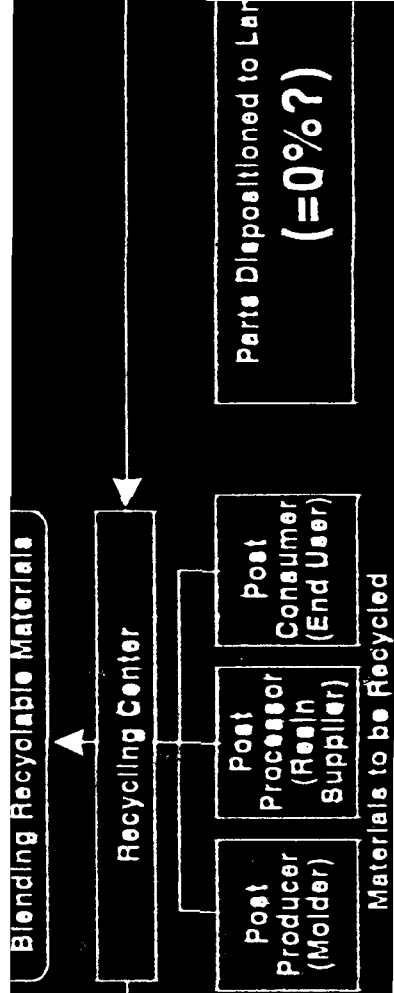 Blending Recyclable Materials
Recycling Center
Post
Producer
(Molder)
Post
Processor
(Resin
Supplier)
Post
Consumer
(End User)
Materials to be Recycled
Parts Dispositioned to Lan
(=0%?)